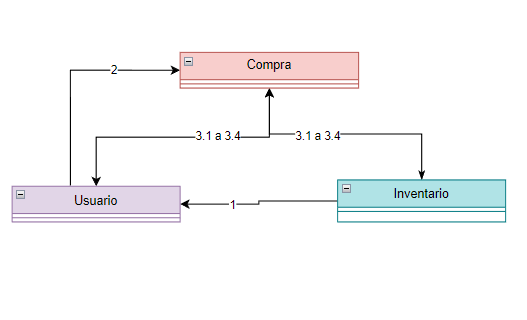 Compra
2
3.1 a 3.4
3.1 a 3.4
Usuario
Inventario
1